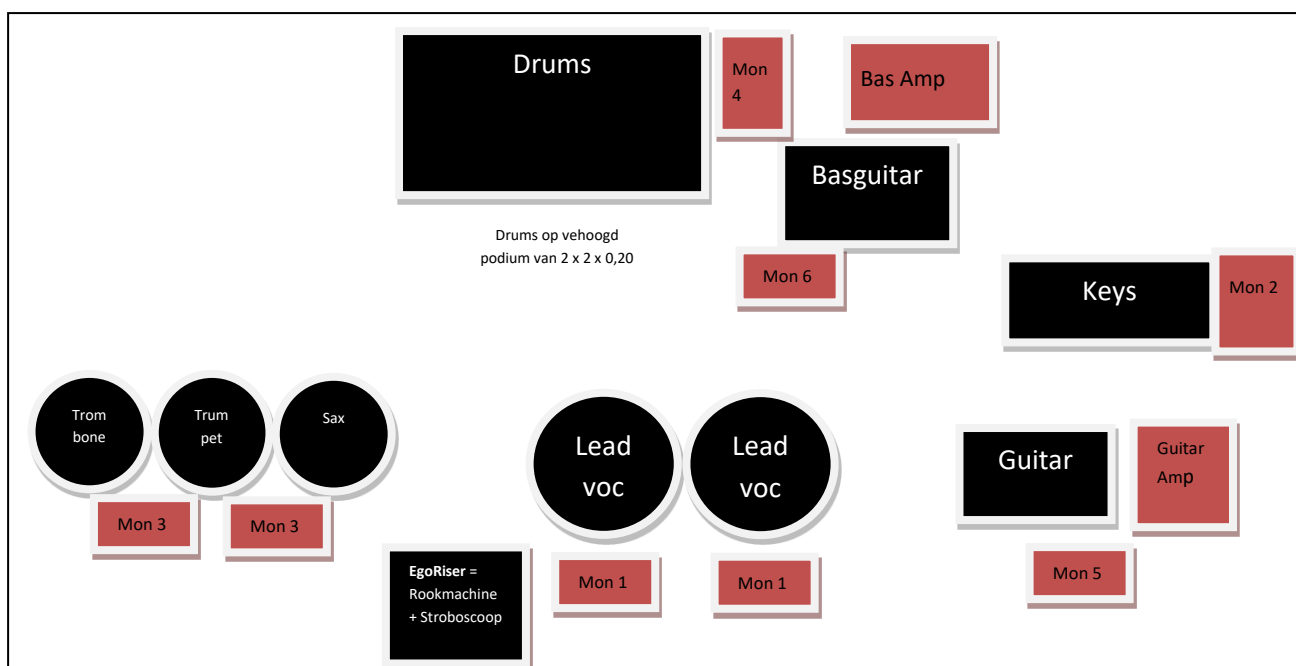 Drums
Mon
4
Bas Amp
Basguitar
Drums op vehoogd
podium van 2 x 2 x 0,20
Mon 6
Keys
Mon 2
Trom
bone
Trum
pet
Sax
Lead
voc
Lead
voc
Guitar
Guitar
Amp
Mon 3
Mon 3
EgoRiser =
Rookmachine
+ Stroboscoop
Mon 1
Mon 1
Mon 5